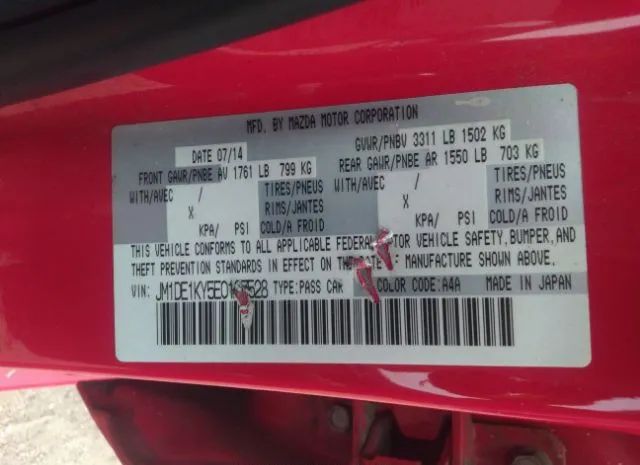 MFD. BY MAZDA MOTOR CORPORATION
DATE 07/14 GVWR/PNBV 3311 LB 1502 KG
FRONT GAWR/PNBE AV 1761 LB 799 KG REAR GAWR/PNBE AR 1550 LB 703 KG
WITH/AVEC / TIRES/PNEUS WITH/AVEC / TIRES/PNEUS
X RIMS/JANTES X RIMS/JANTES
KPA/ PSI COLD/A FROID KPA/ PSI COLD/A FROID
THIS VEHICLE CONFORMS TO ALL APPLICABLE FEDERAL MOTOR VEHICLE SAFETY, BUMPER, AND
THEFT PREVENTION STANDARDS IN EFFECT ON THE DATE OF MANUFACTURE SHOWN ABOVE.
VIN: TYPE: PASS CAR COLOR CODE: A4A MADE IN JAPAN